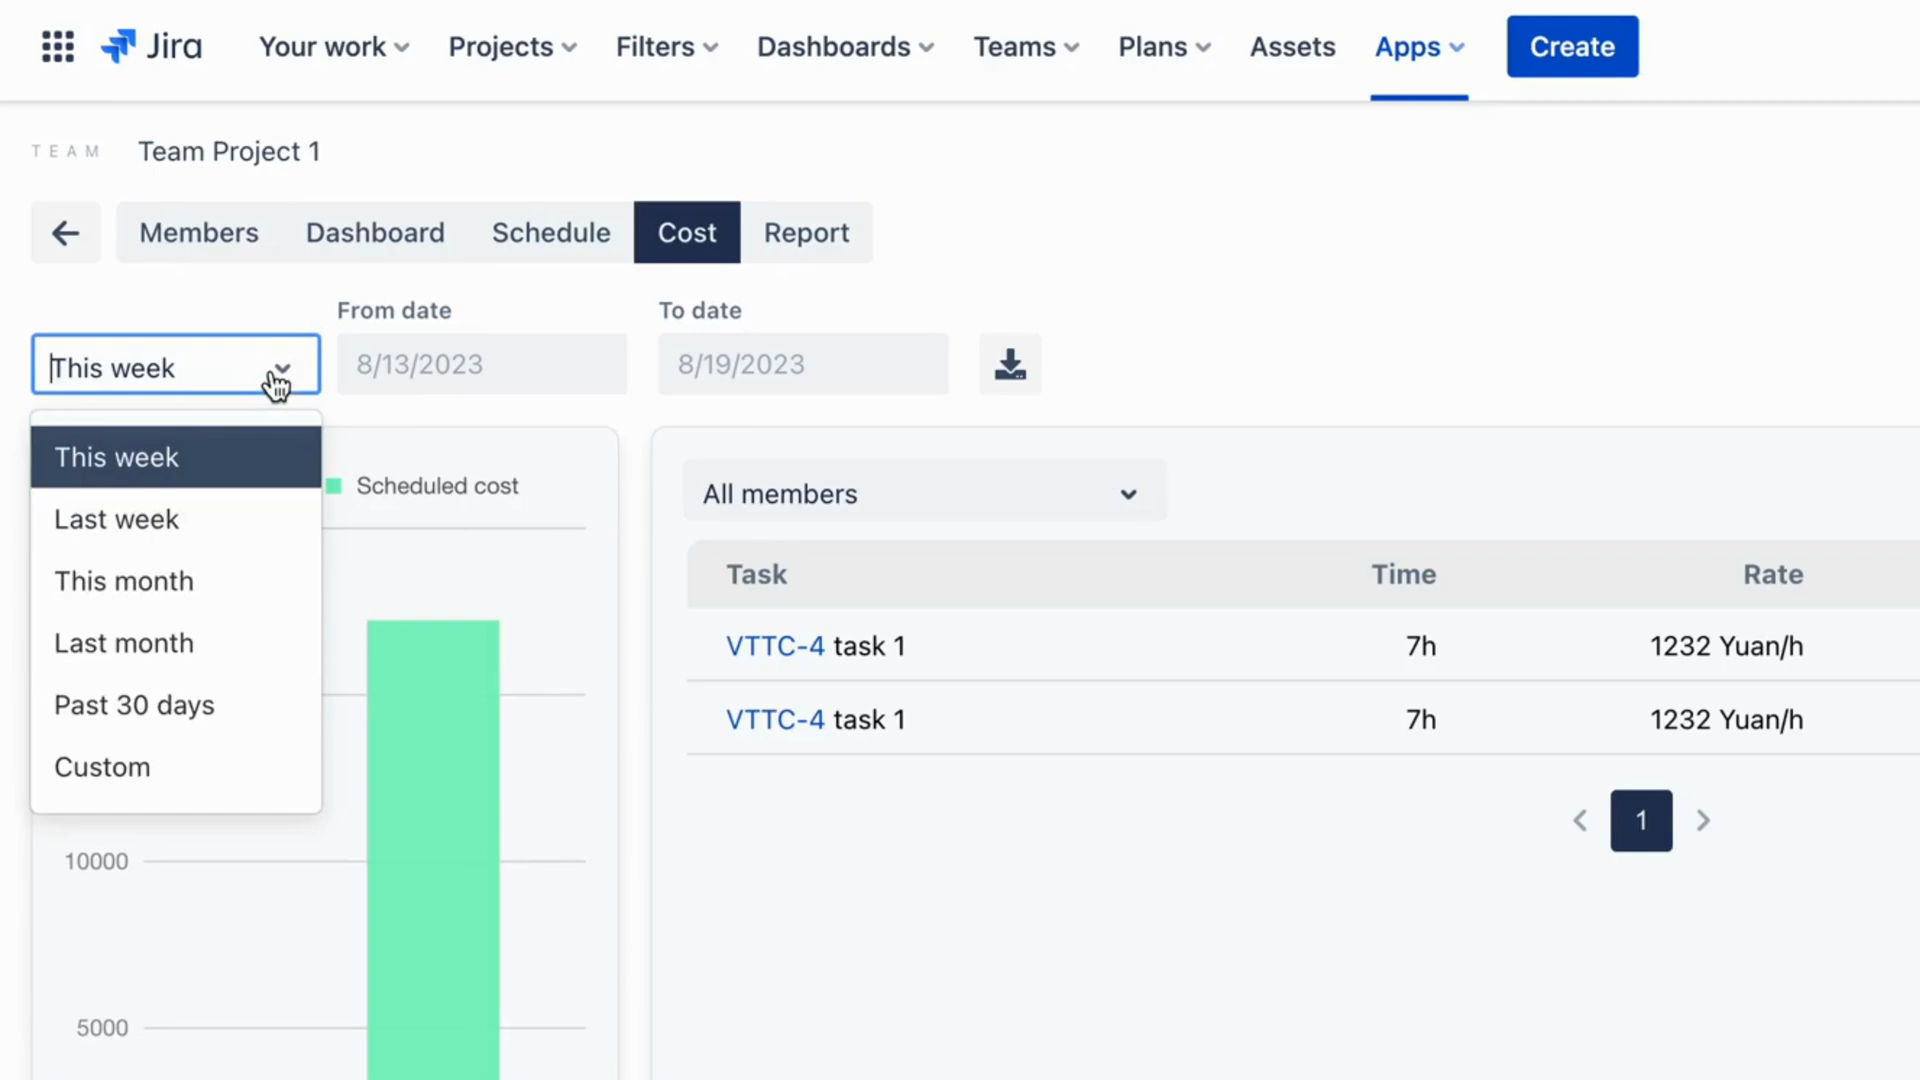 Jira Your work Projects Filters Dashboards Teams Plans Assets Apps Create
TEAM Team Project 1
Members Dashboard Schedule Cost Report
From date To date
This week 8/13/2023 8/19/2023
This week
Last week
This month
Last month
Past 30 days
Custom
Scheduled cost
10000
5000
All members
Task Time Rate
VTTC-4 task 1 7h 1232 Yuan/h
VTTC-4 task 1 7h 1232 Yuan/h
1